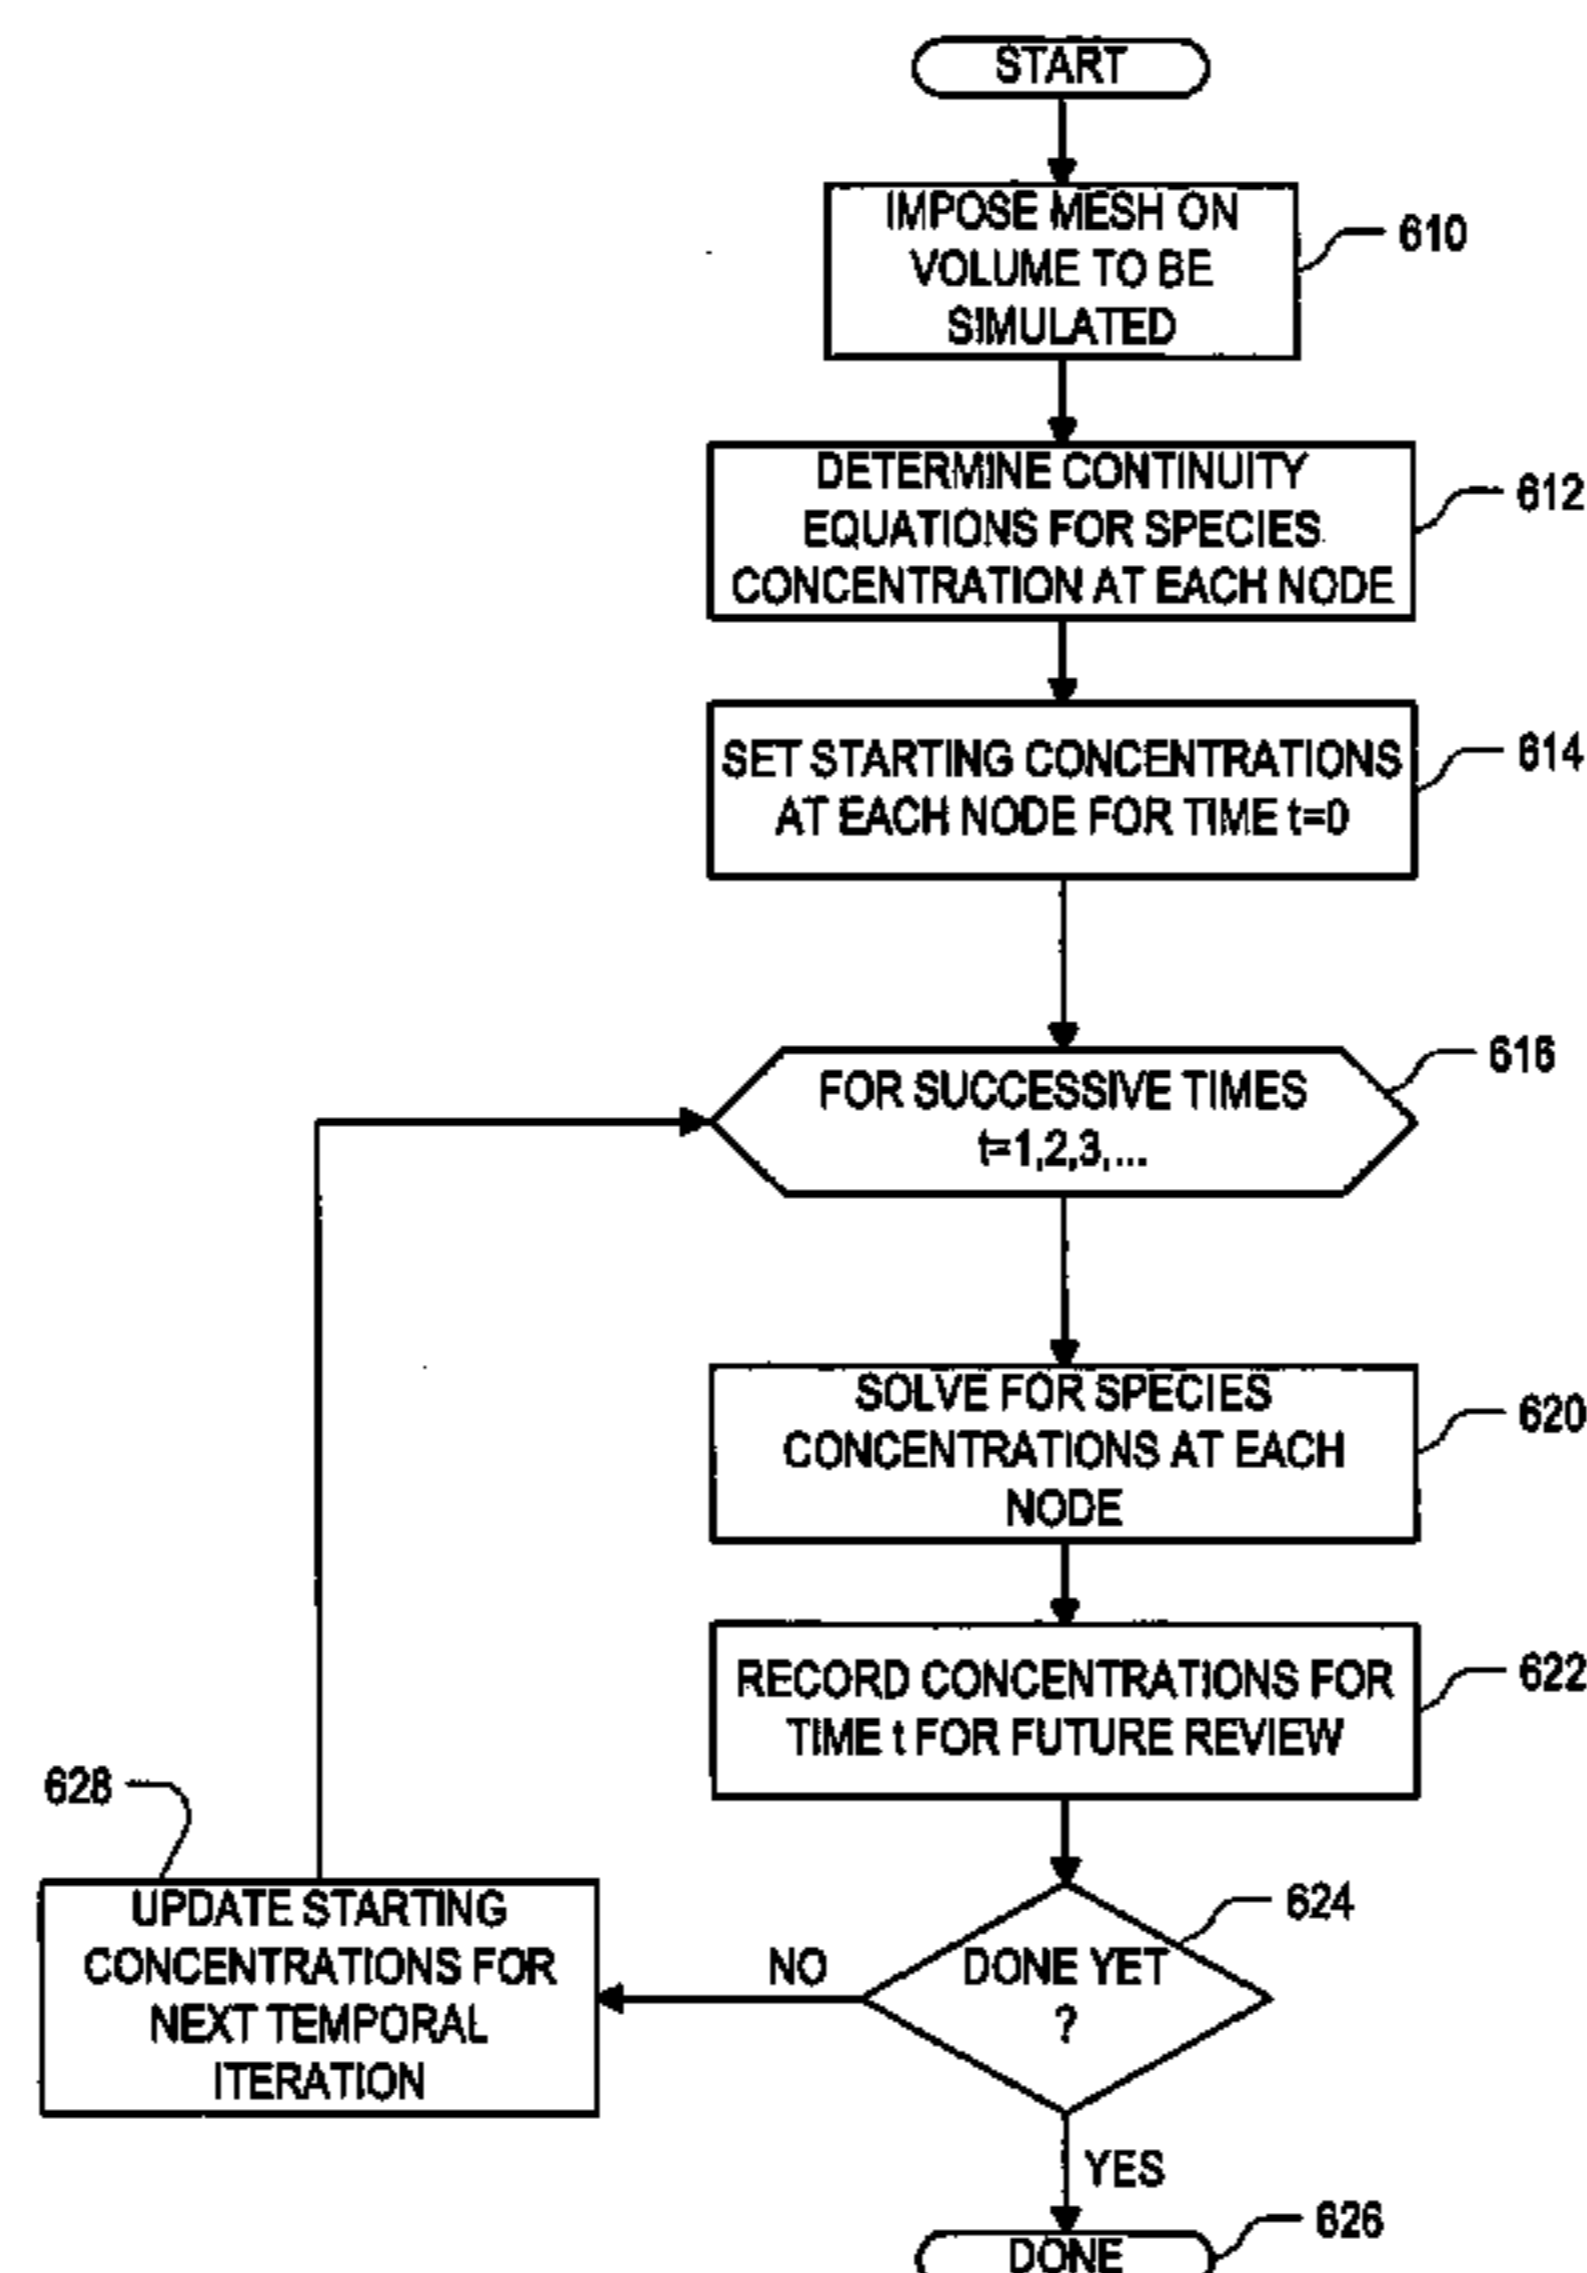 START
IMPOSE MESH ON
VOLUME TO BE
SIMULATED
610
DETERMINE CONTINUITY
EQUATIONS FOR SPECIES
CONCENTRATION AT EACH NODE
612
SET STARTING CONCENTRATIONS
AT EACH NODE FOR TIME t=0
614
FOR SUCCESSIVE TIMES
t=1,2,3,...
616
SOLVE FOR SPECIES
CONCENTRATIONS AT EACH
NODE
620
RECORD CONCENTRATIONS FOR
TIME t FOR FUTURE REVIEW
622
628
UPDATE STARTING
CONCENTRATIONS FOR
NEXT TEMPORAL
ITERATION
NO
DONE YET
?
624
YES
DONE
626